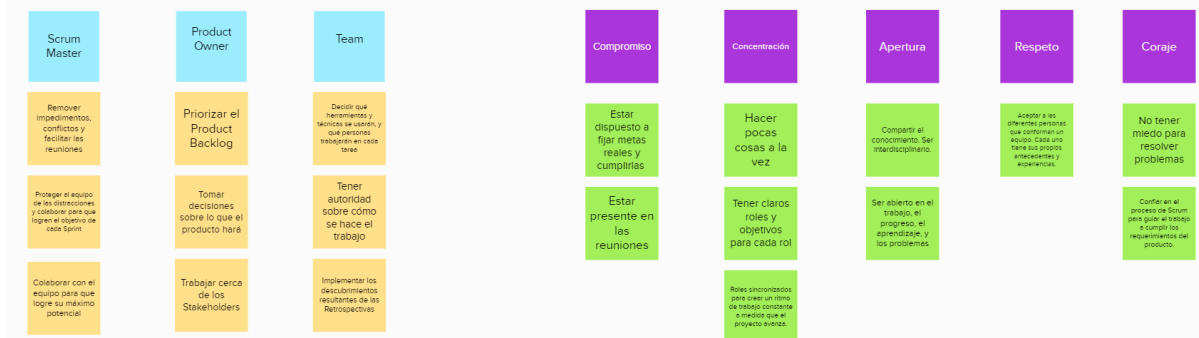 Scrum
Master
Remover
impedimentos,
conflictos y
facilitar las
reuniones
Proteger al equipo
de las distracciones
y colaborar para que
logren el objetivo de
cada Sprint
Colaborar con el
equipo para que
logre su máximo
potencial
Product
Owner
Priorizar el
Product
Backlog
Tomar
decisiones
sobre lo que el
producto hará
Trabajar cerca
de los
Stakeholders
Team
Decidir qué
herramientas y
técnicas se usarán, y
qué personas
trabajarán en cada
tarea
Tener
autoridad
sobre cómo
se hace el
trabajo
Implementar los
descubrimientos
resultantes de las
Retrospectivas
Compromiso
Estar
dispuesto a
fijar metas
reales y
cumplirlas
Estar
presente en
las
reuniones
Concentración
Hacer
pocas
cosas a la
vez
Tener claros
roles y
objetivos
para cada rol
Roles sincronizados
para crear un ritmo
de trabajo constante
a medida que el
proyecto avanza.
Apertura
Compartir el
conocimiento. Ser
interdisciplinario.
Ser abierto en el
trabajo, el
progreso, el
aprendizaje, y
los problemas
Respeto
Aceptar a las
diferentes personas
que conforman un
equipo. Cada uno
tiene sus propios
antecedentes y
experiencias.
Coraje
No tener
miedo para
resolver
problemas
Confiar en el
proceso de Scrum
para guiar el trabajo
a cumplir los
requerimientos del
producto.